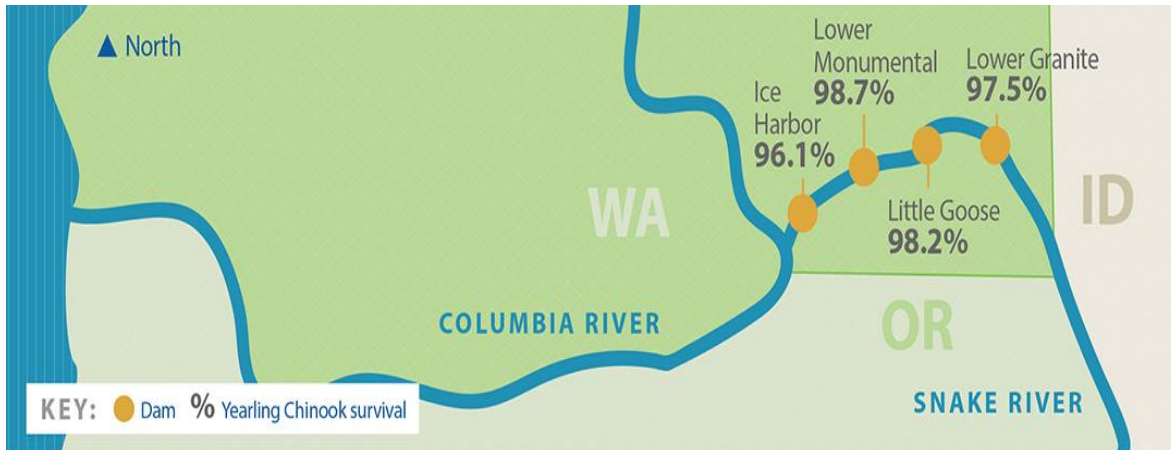 ▲ North
Ice
Harbor
96.1%
Lower
Monumental
98.7%
Lower Granite
97.5%
Little Goose
98.2%
WA
ID
OR
COLUMBIA RIVER
SNAKE RIVER
KEY: Dam % Yearling Chinook survival